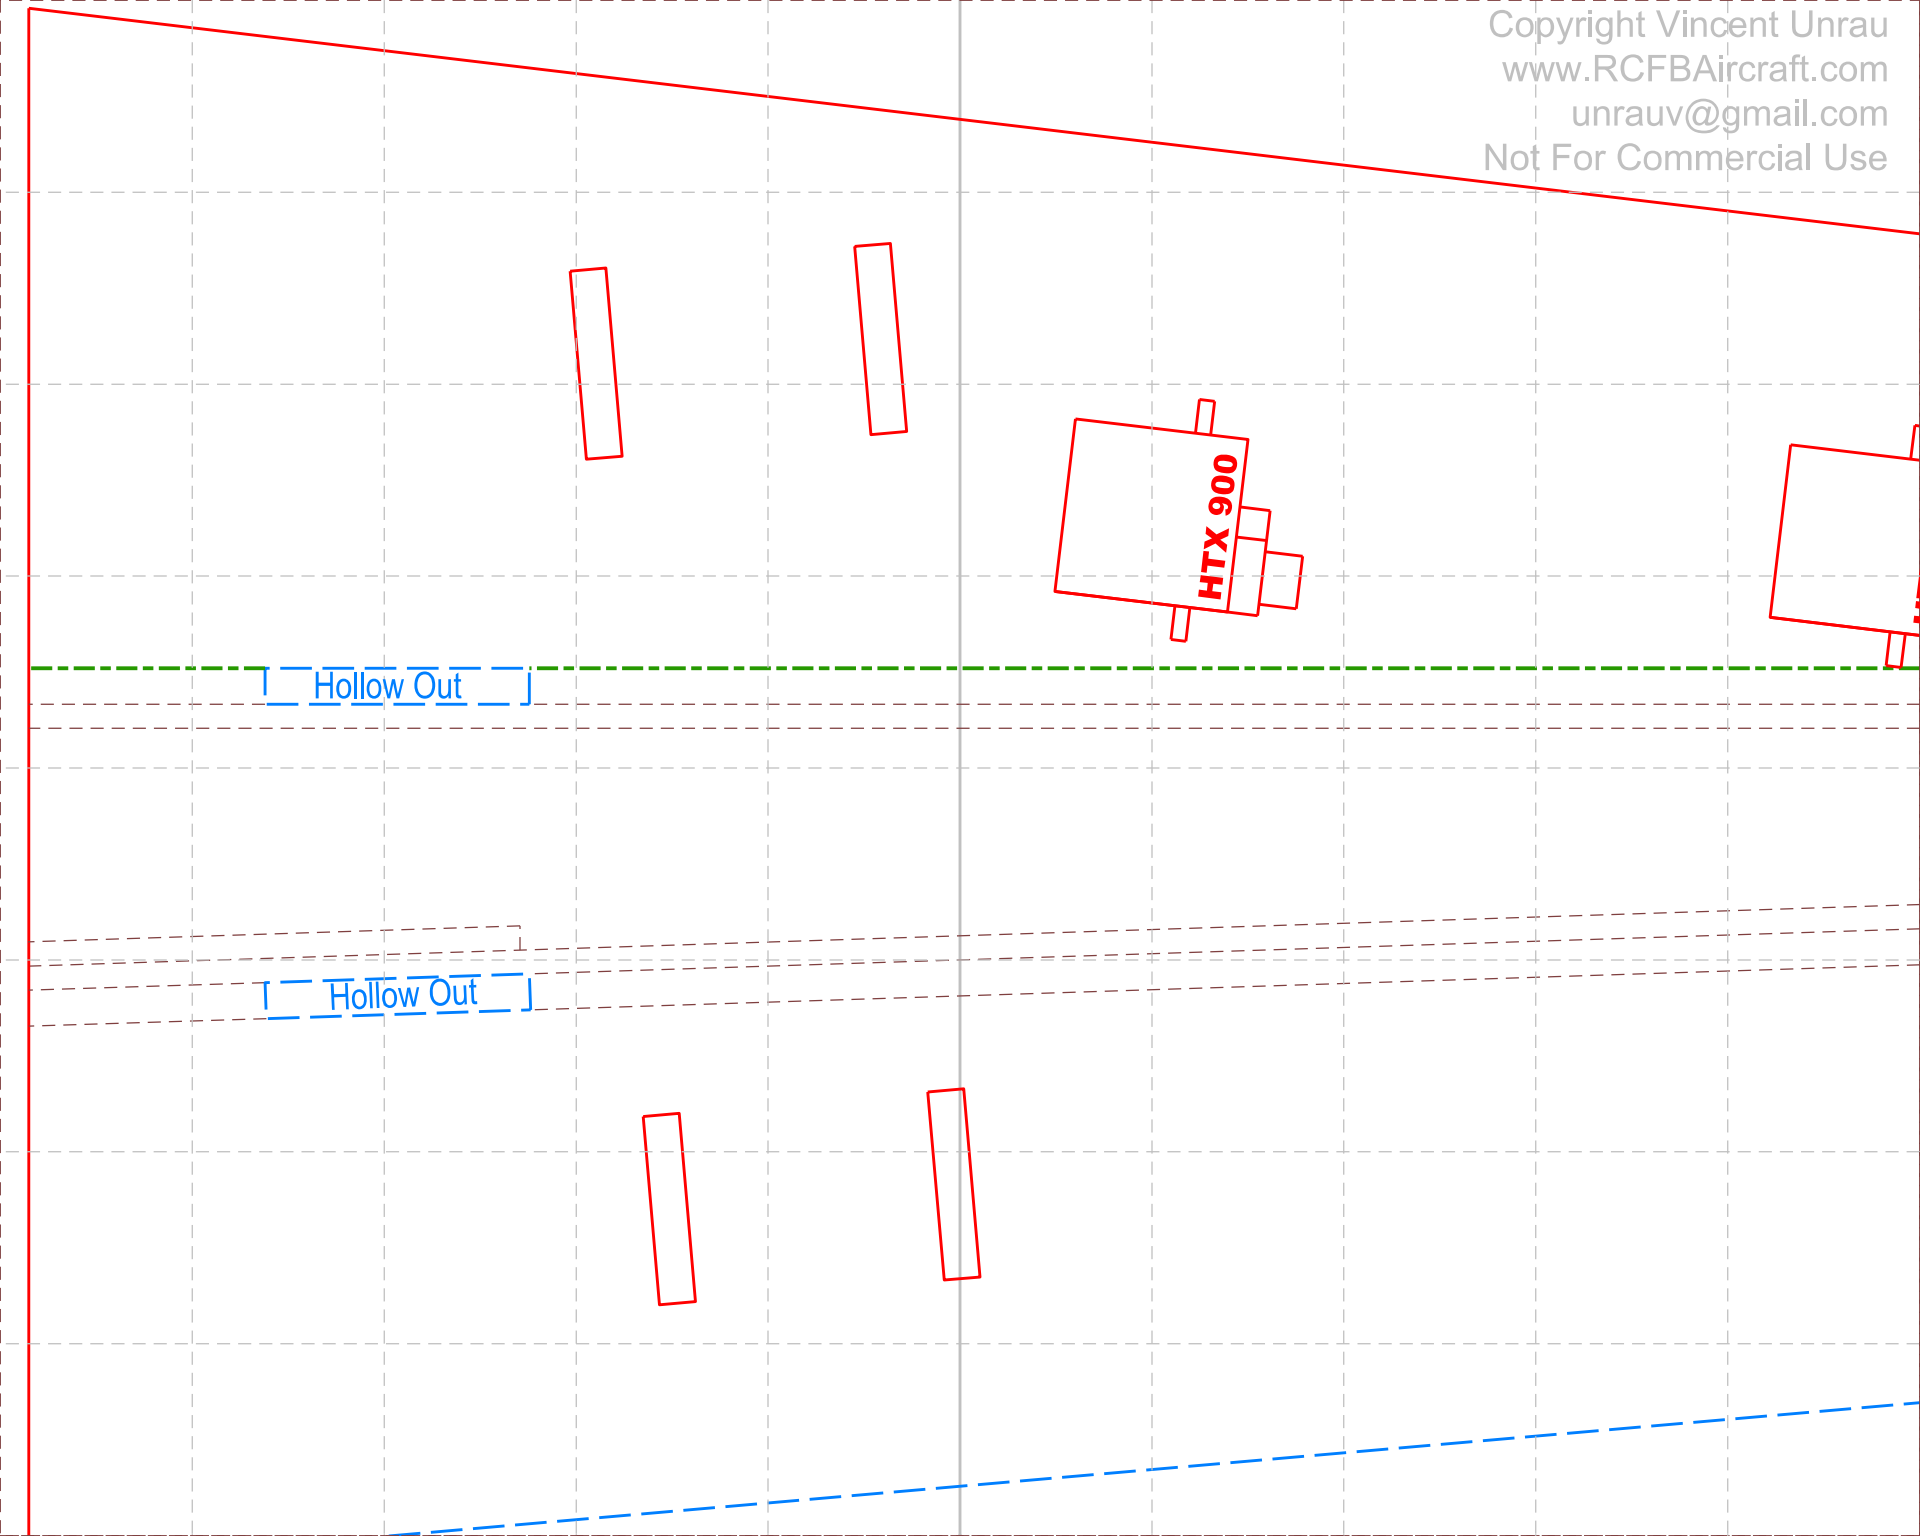 Copyright Vincent Unrau
www.RCFBAircraft.com
unrauv@gmail.com
Not For Commercial Use
HTX 900
Hollow Out
Hollow Out